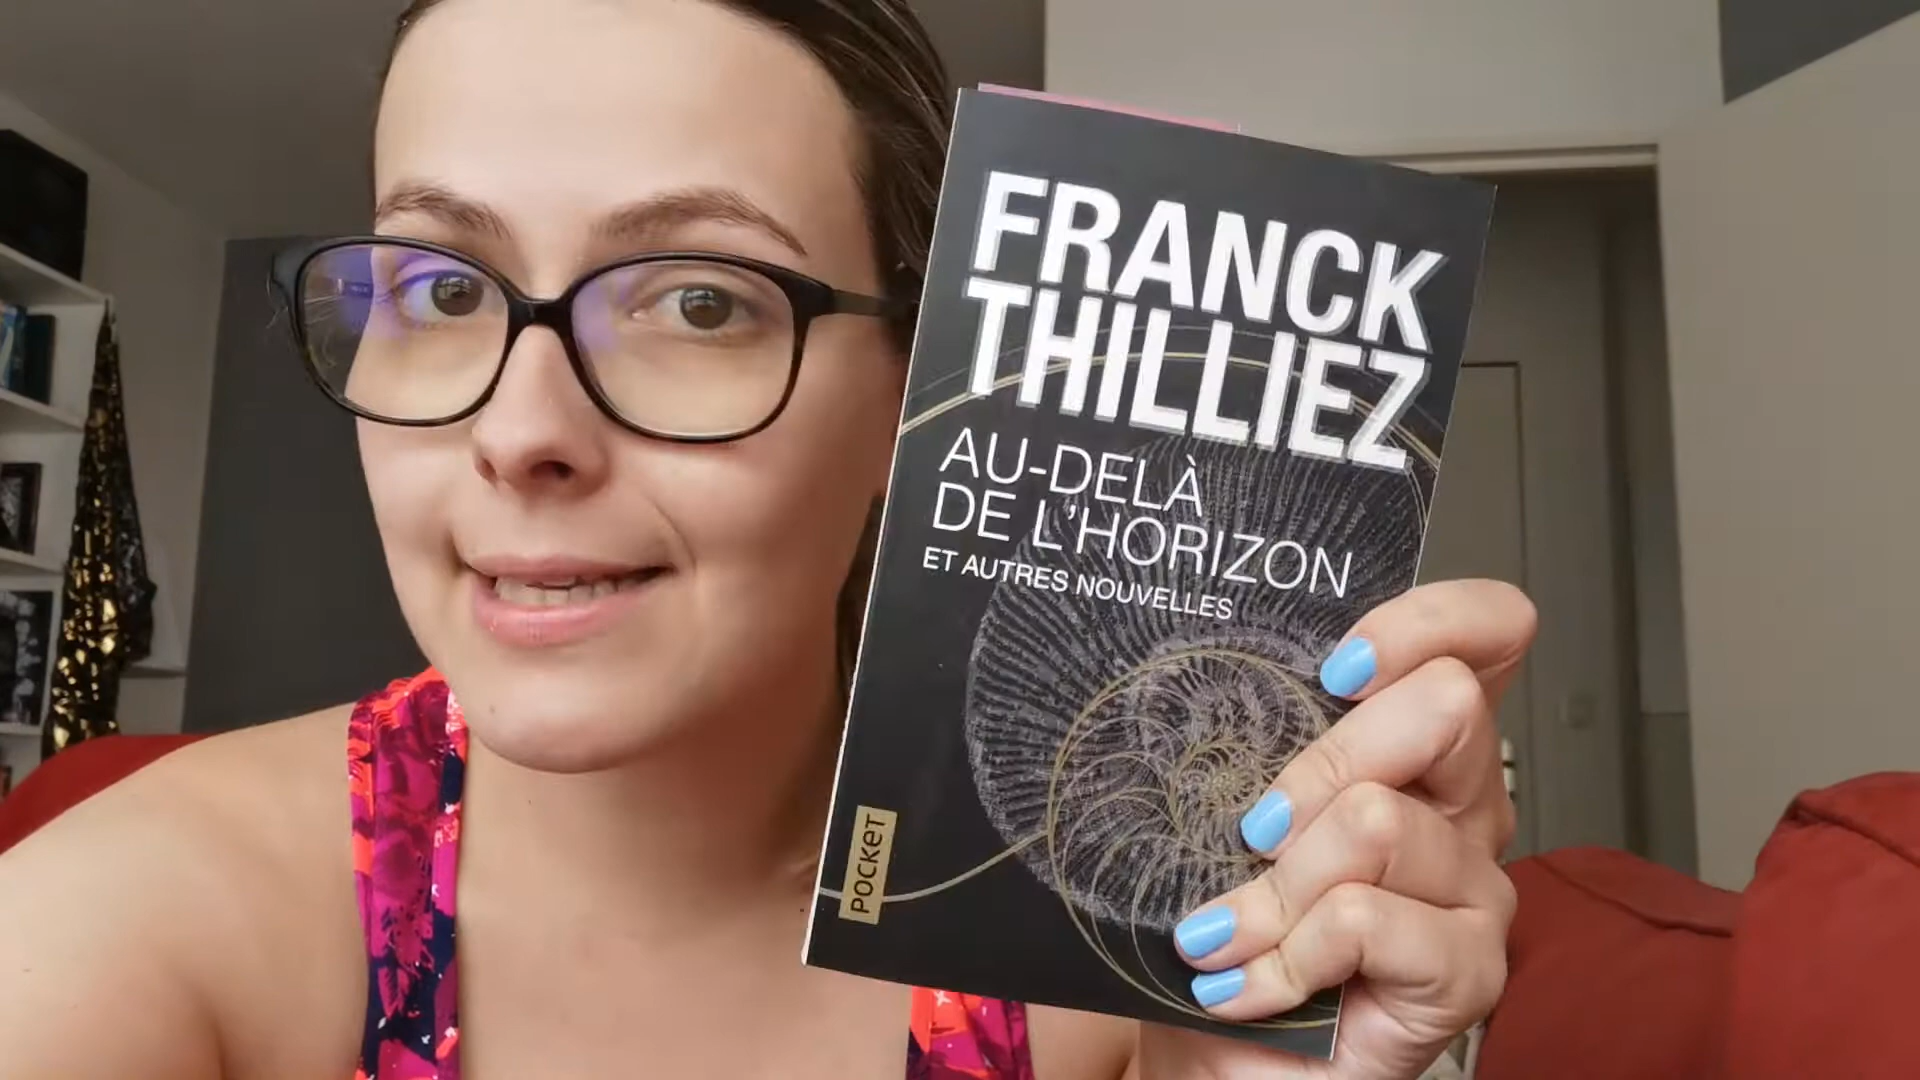 FRANCK
THILLIEZ
AU-DELÀ
DE L'HORIZON
ET AUTRES NOUVELLES
POCKET